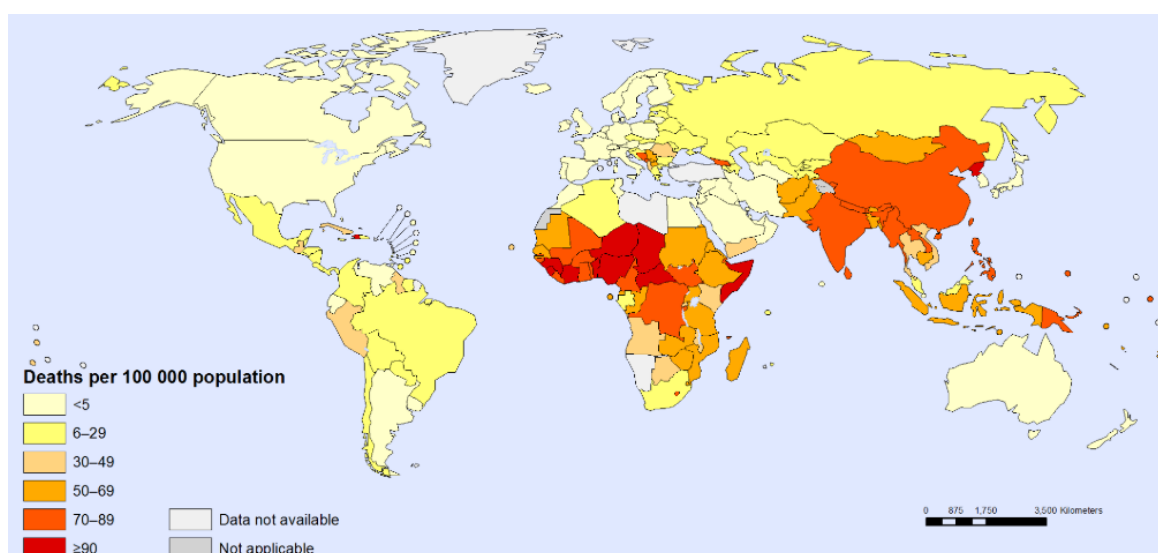 Deaths per 100 000 population
<5
6–29
30–49
50–69
70–89
≥90
Data not available
Not applicable
0 875 1,750 3,500 Kilometers